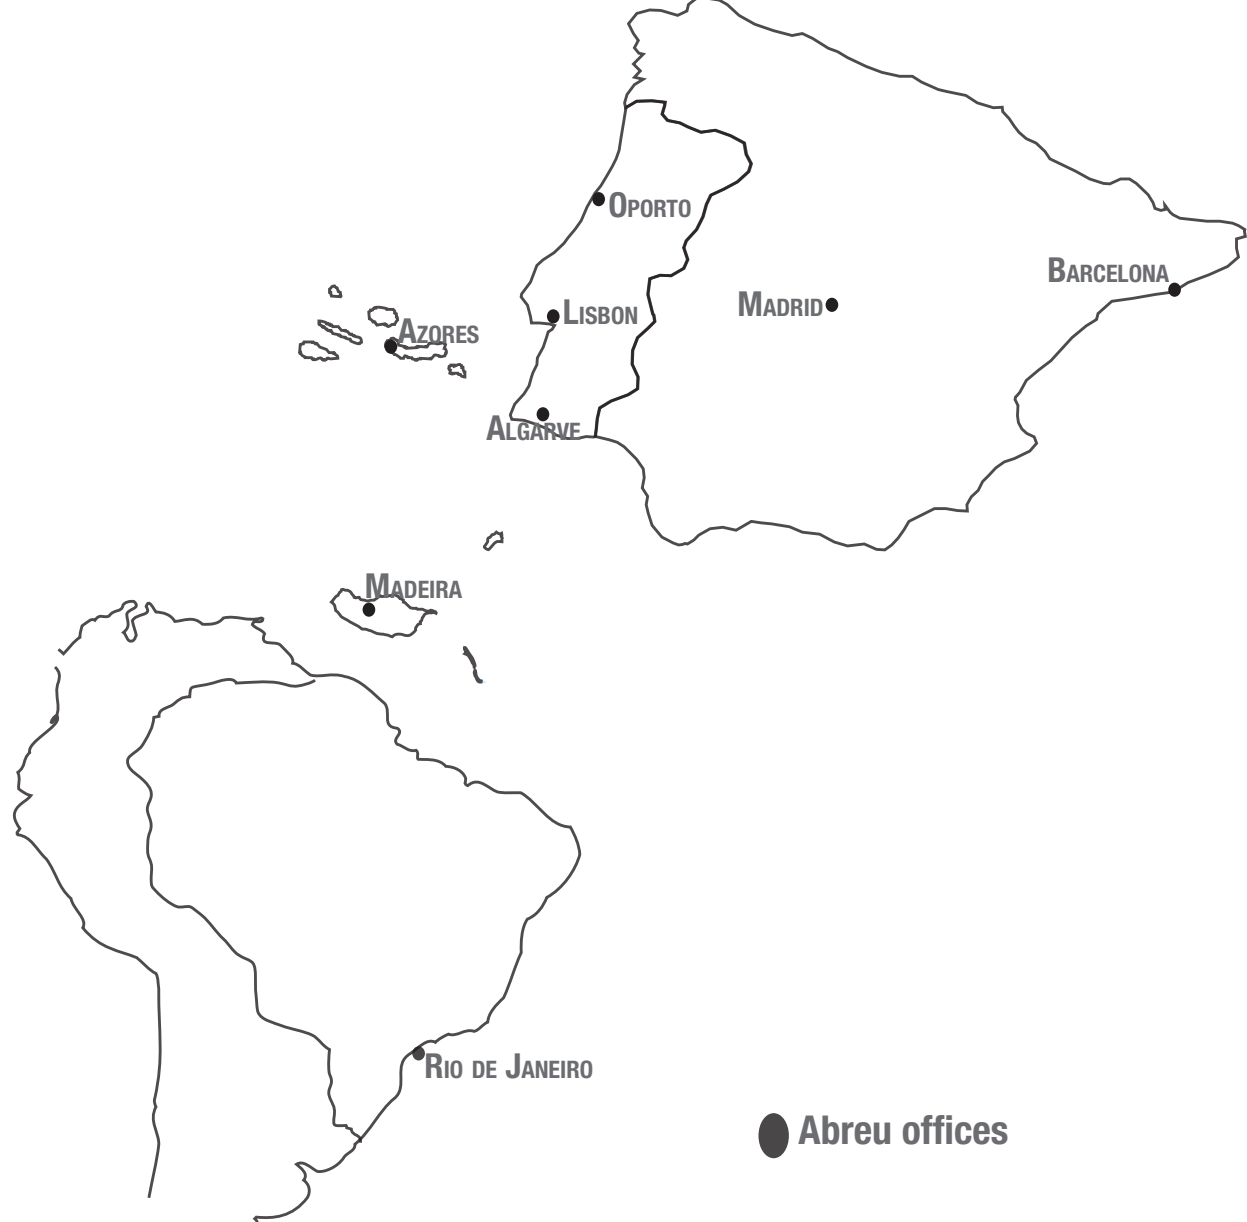 Oporto
Barcelona
Madrid
Lisbon
Azores
Algarve
Madeira
Rio de Janeiro
Abreu offices